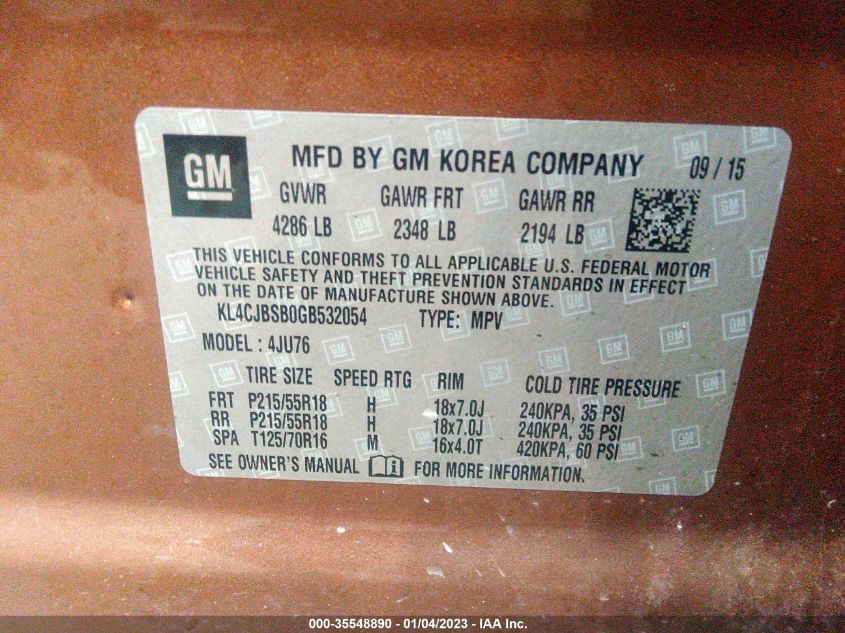 GM MFD BY GM KOREA COMPANY 09 / 15
GVWR GAWR FRT GAWR RR
4286 LB 2348 LB 2194 LB
THIS VEHICLE CONFORMS TO ALL APPLICABLE U.S. FEDERAL MOTOR
VEHICLE SAFETY AND THEFT PREVENTION STANDARDS IN EFFECT
ON THE DATE OF MANUFACTURE SHOWN ABOVE.
KL4CJBSB0GB532054 TYPE: MPV
MODEL : 4JU76
TIRE SIZE SPEED RTG RIM COLD TIRE PRESSURE
FRT P215/55R18 H 18x7.0J 240KPA, 35 PSI
RR P215/55R18 H 18x7.0J 240KPA, 35 PSI
SPA T125/70R16 M 16x4.0T 420KPA, 60 PSI
SEE OWNER'S MANUAL FOR MORE INFORMATION.
000-35548890 - 01/04/2023 - IAA Inc.